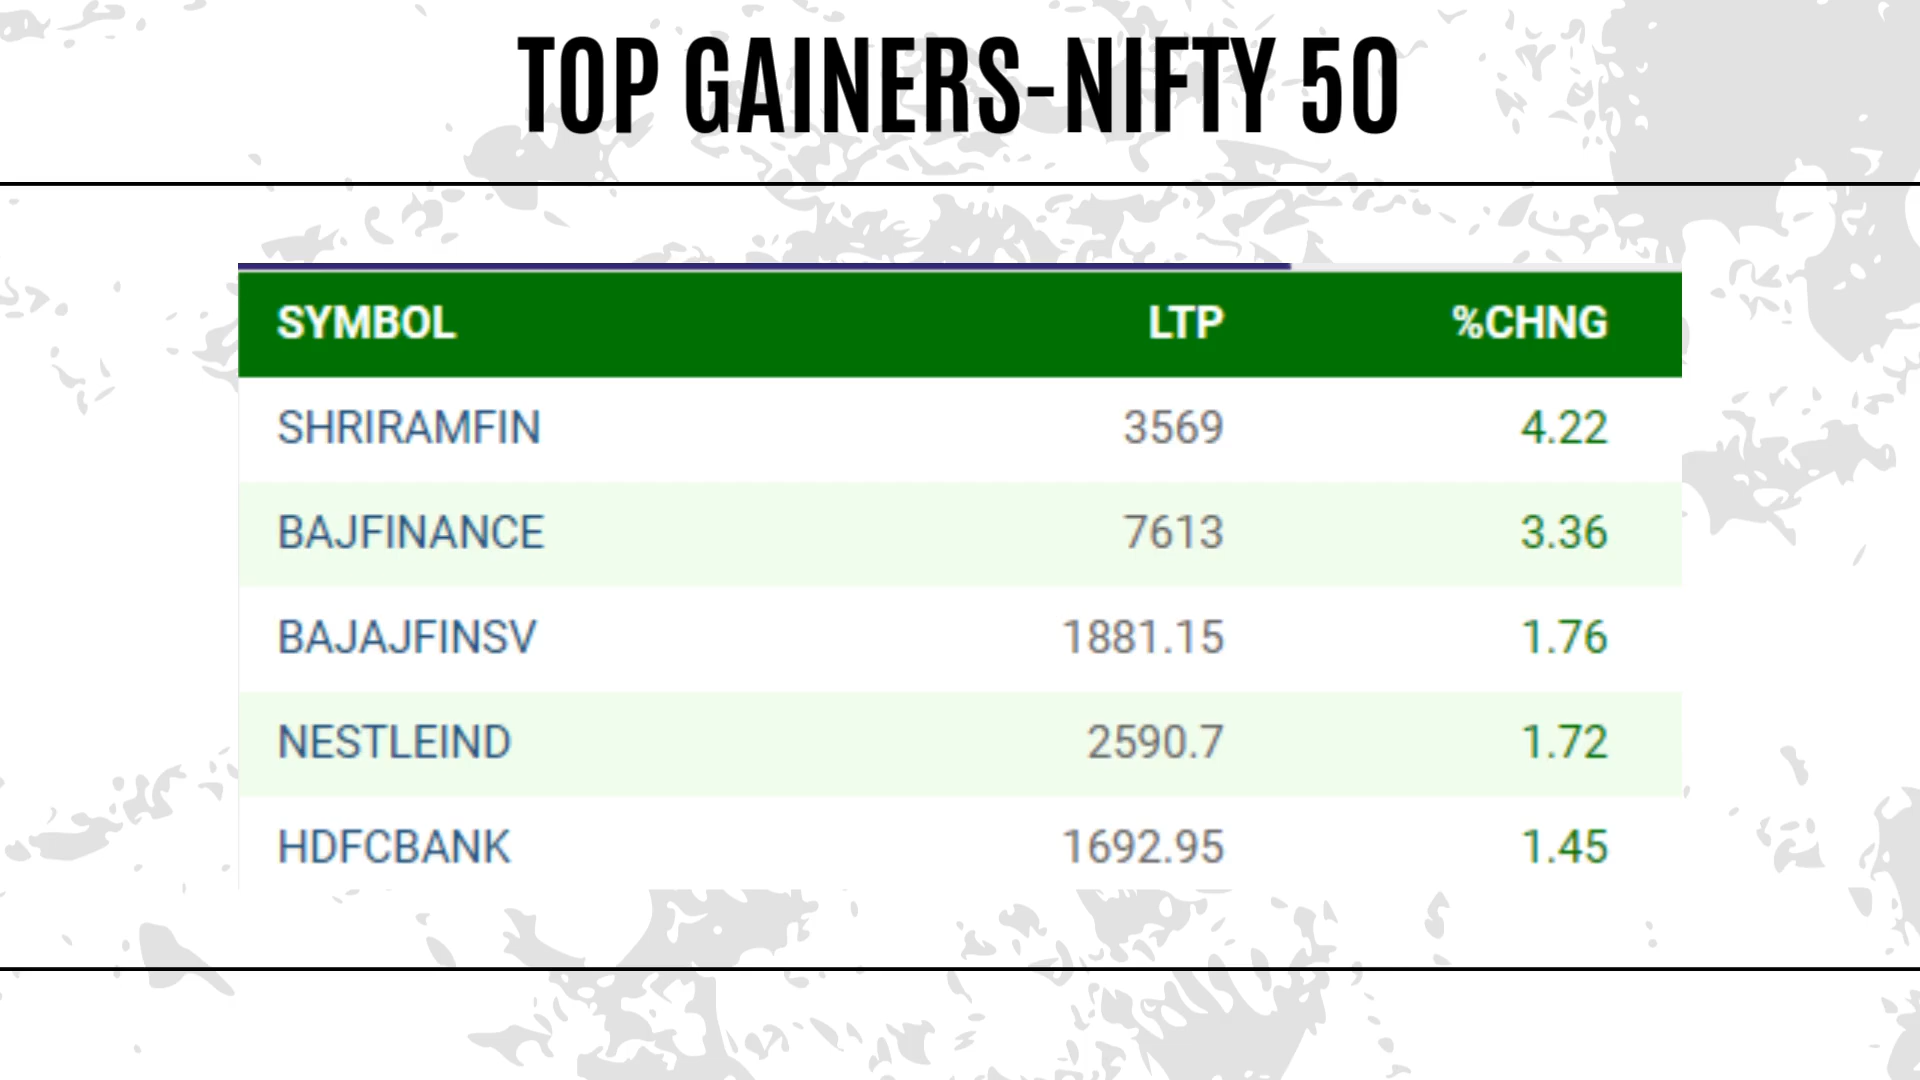 TOP GAINERS-NIFTY 50
SYMBOL LTP %CHNG
SHRIRAMFIN 3569 4.22
BAJFINANCE 7613 3.36
BAJAJFINSV 1881.15 1.76
NESTLEIND 2590.7 1.72
HDFCBANK 1692.95 1.45